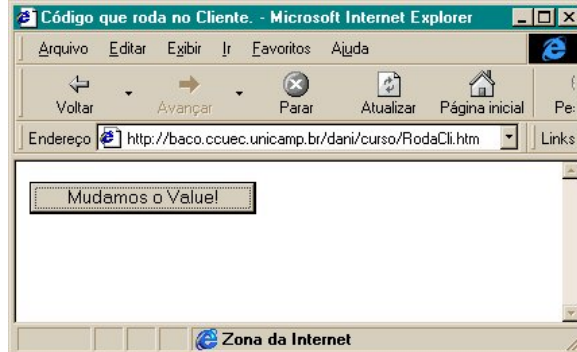 Código que roda no Cliente. - Microsoft Internet Explorer
Arquivo Editar Exibir Ir Favoritos Ajuda
Voltar Avançar Parar Atualizar Página inicial
Endereço http://baco.ccuec.unicamp.br/dani/curso/RodaCli.htm Links
Mudamos o Value!
Zona da Internet